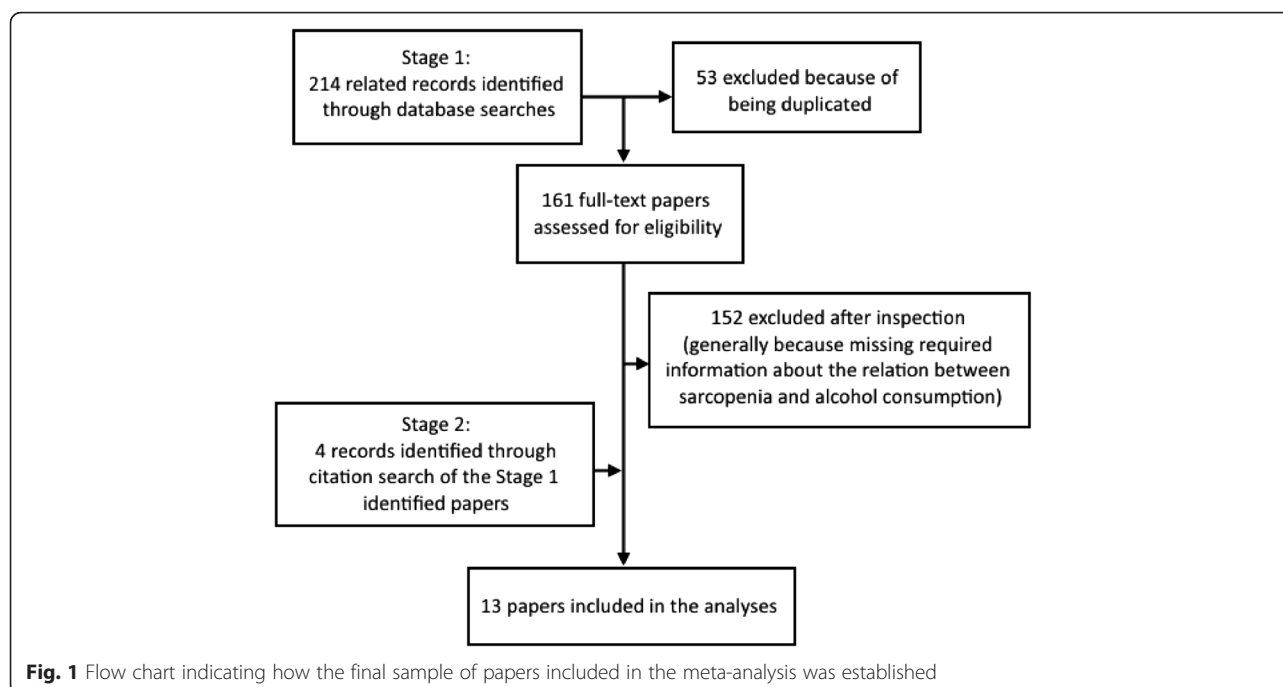 Stage 1:
214 related records identified
through database searches
53 excluded because of
being duplicated
161 full-text papers
assessed for eligibility
152 excluded after inspection
(generally because missing required
information about the relation between
sarcopenia and alcohol consumption)
Stage 2:
4 records identified through
citation search of the Stage 1
identified papers
13 papers included in the analyses
Fig. 1 Flow chart indicating how the final sample of papers included in the meta-analysis was established